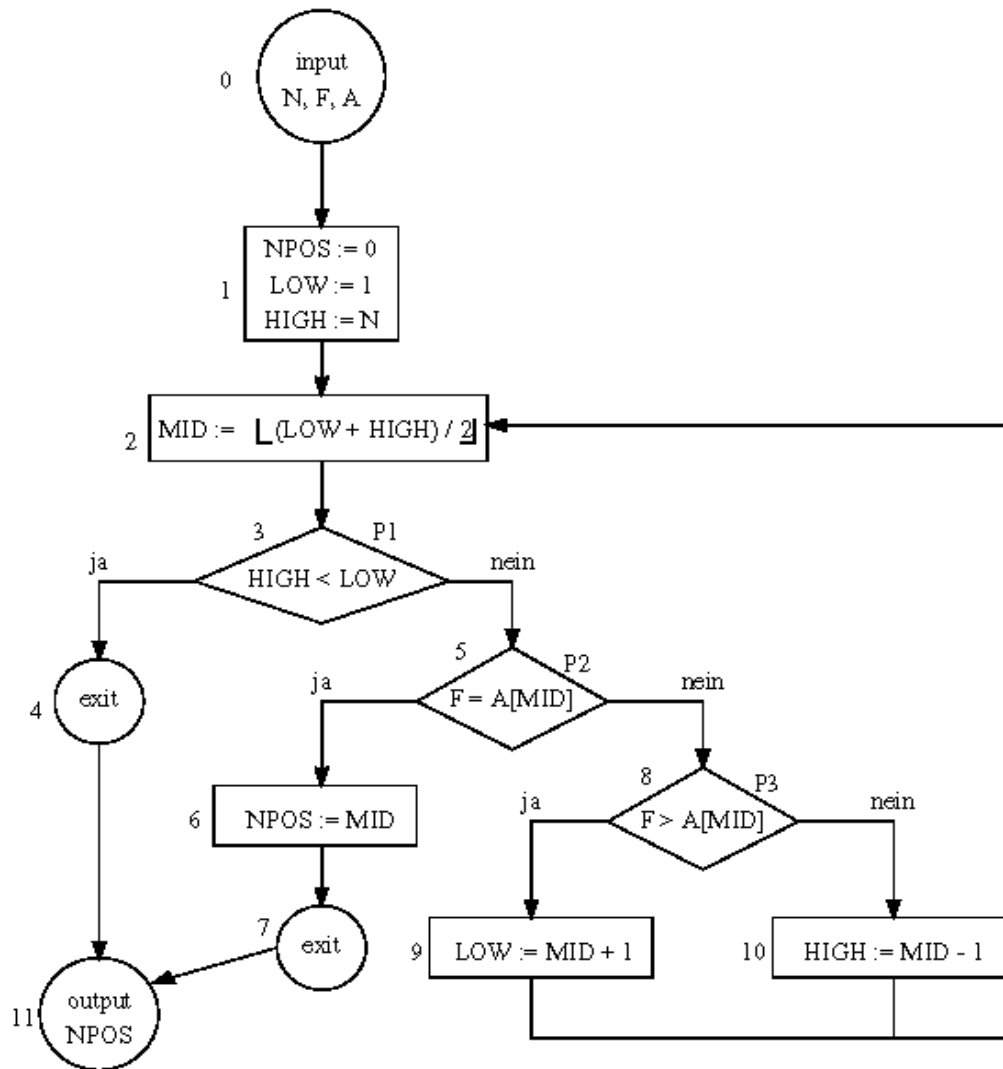 0
input
N, F, A
1
NPOS := 0
LOW := 1
HIGH := N
2
MID := ⌊(LOW + HIGH) / 2⌋
3
P1
ja
HIGH < LOW
nein
4
exit
5
P2
ja
F = A[MID]
nein
6
NPOS := MID
8
P3
ja
F > A[MID]
nein
7
exit
9
LOW := MID + 1
10
HIGH := MID - 1
11
output
NPOS